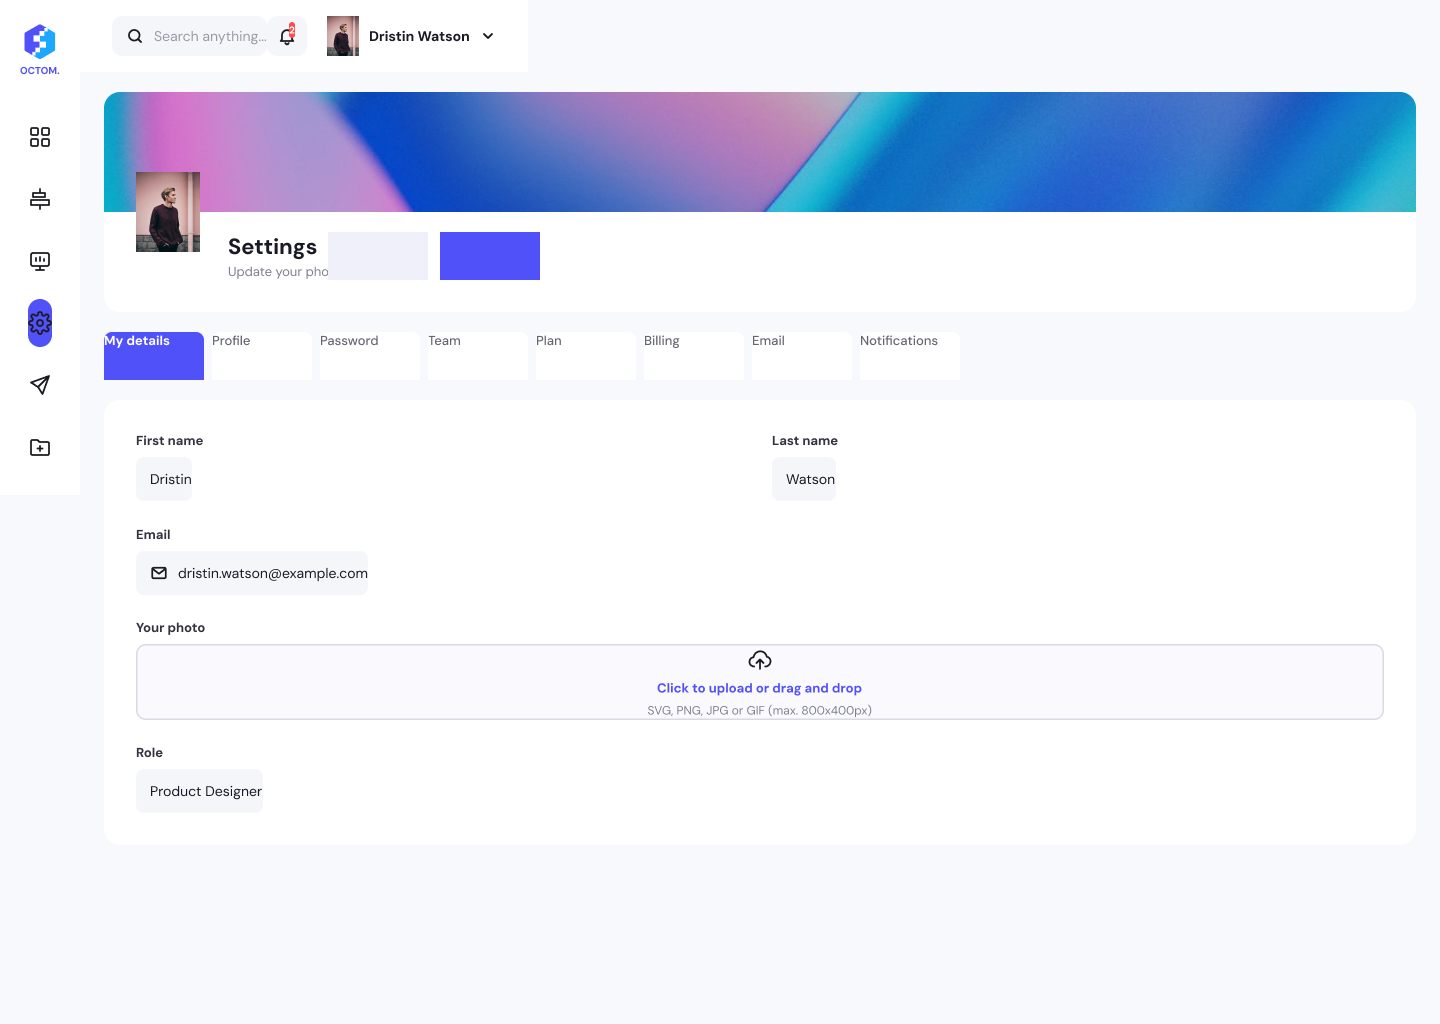 OCTOM.
Search anything...
2
Dristin Watson
Settings
Update your pho
My details
Profile
Password
Team
Plan
Billing
Email
Notifications
First name
Last name
Dristin
Watson
Email
dristin.watson@example.com
Your photo
Click to upload or drag and drop
SVG, PNG, JPG or GIF (max. 800x400px)
Role
Product Designer